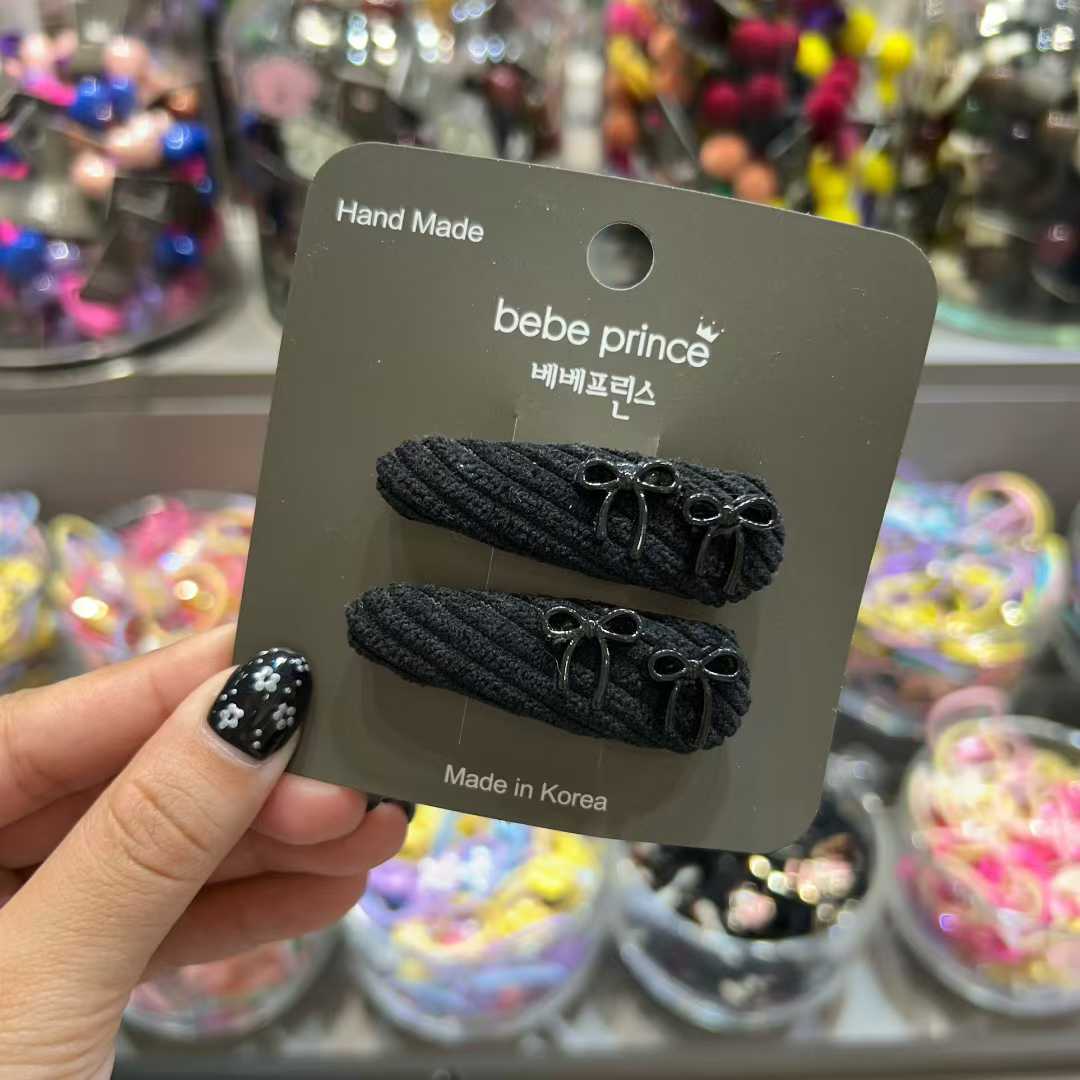 Hand Made
bebe prince
베베프린스
Made in Korea